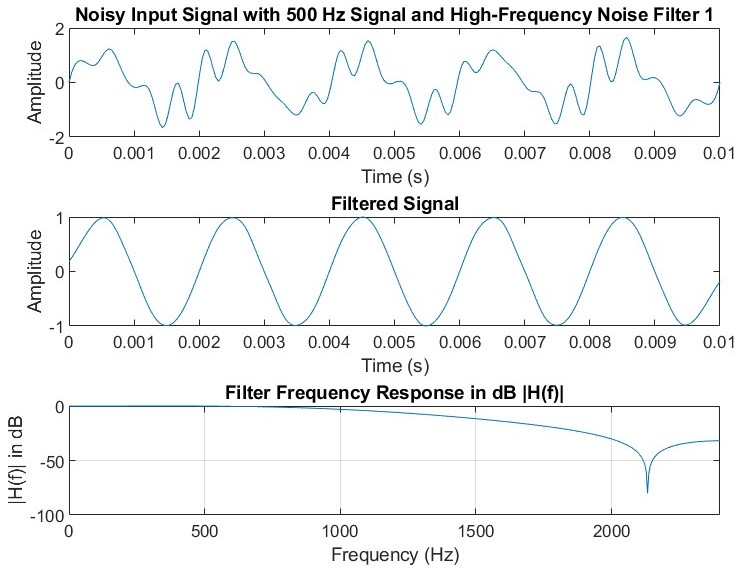 Noisy Input Signal with 500 Hz Signal and High-Frequency Noise Filter 1
2
0
-2
Amplitude
0 0.001 0.002 0.003 0.004 0.005 0.006 0.007 0.008 0.009 0.01
Time (s)
Filtered Signal
1
0
-1
Amplitude
0 0.001 0.002 0.003 0.004 0.005 0.006 0.007 0.008 0.009 0.01
Time (s)
Filter Frequency Response in dB |H(f)|
0
-50
-100
|H(f)| in dB
0 500 1000 1500 2000
Frequency (Hz)